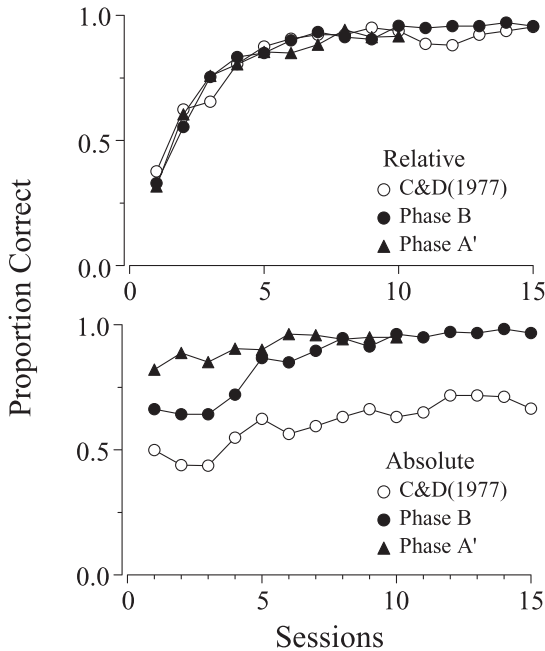 Proportion Correct
1.0
0.5
0.0
0
5
10
15
Relative
C&D(1977)
Phase B
Phase A'
1.0
0.5
0.0
0
5
10
15
Absolute
C&D(1977)
Phase B
Phase A'
Sessions